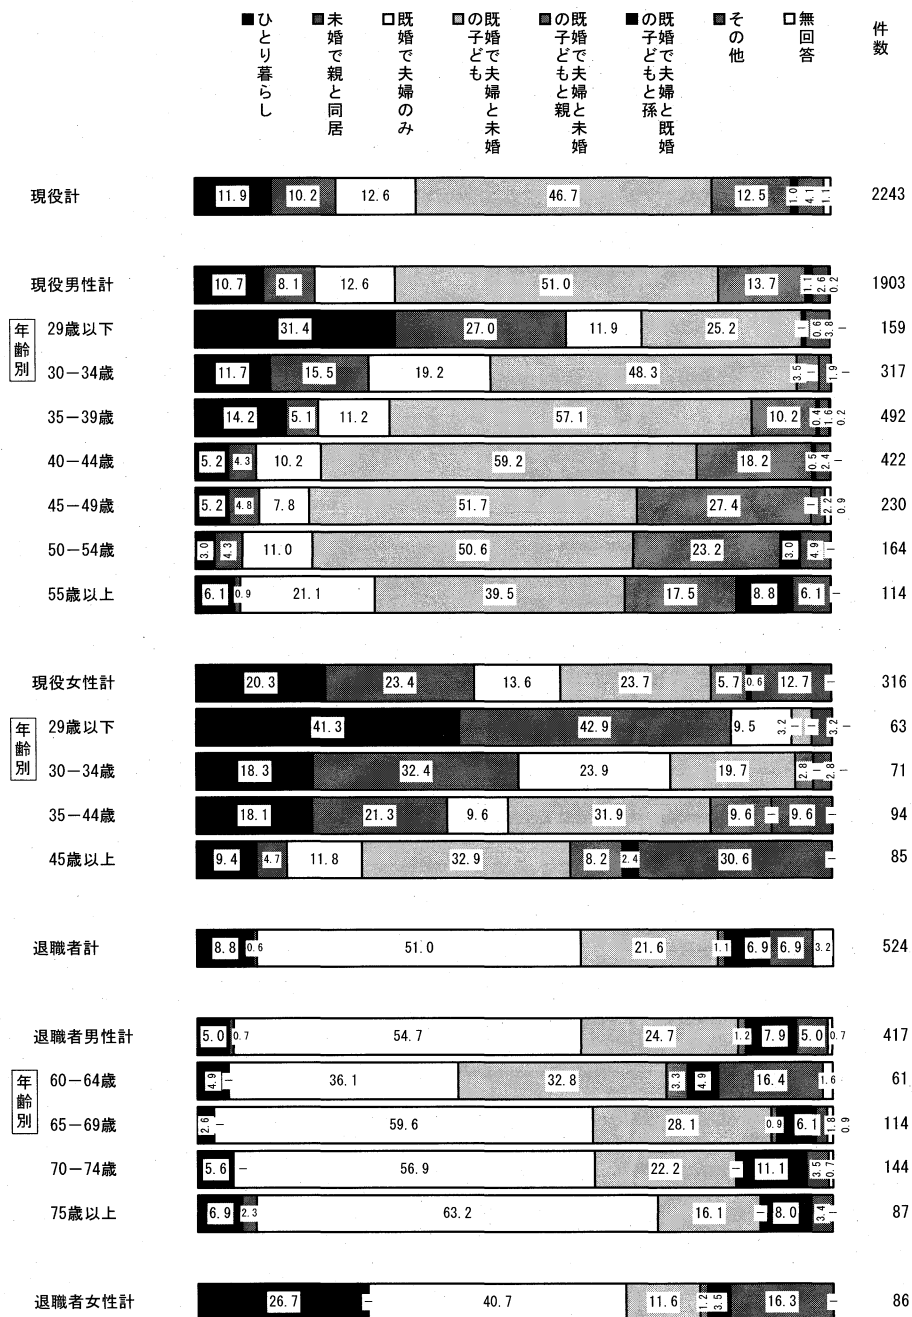 ■ひとり暮らし
■未婚で親と同居
□既婚で夫婦のみ
□既婚で夫婦と未婚の子ども
■既婚で夫婦と未婚の子どもと親
■既婚で夫婦と既婚の子どもと孫
■その他
□無回答
件数
現役計 11.9 10.2 12.6 46.7 12.5 1.0 4.1 1.1 2243
現役男性計 10.7 8.1 12.6 51.0 13.7 1.1 2.6 0.2 1903
年齢別
29歳以下 31.4 27.0 11.9 25.2 - 0.6 3.8 - 159
30-34歳 11.7 15.5 19.2 48.3 3.5 - 1.9 - 317
35-39歳 14.2 5.1 11.2 57.1 10.2 0.4 1.6 0.2 492
40-44歳 5.2 4.3 10.2 59.2 18.2 0.5 2.4 - 422
45-49歳 5.2 4.8 7.8 51.7 27.4 - 2.2 0.9 230
50-54歳 3.0 4.3 11.0 50.6 23.2 3.0 4.9 - 164
55歳以上 6.1 0.9 21.1 39.5 17.5 8.8 6.1 - 114
現役女性計 20.3 23.4 13.6 23.7 5.7 0.6 12.7 - 316
年齢別
29歳以下 41.3 42.9 9.5 3.2 - - 3.2 - 63
30-34歳 18.3 32.4 23.9 19.7 2.8 - 2.8 - 71
35-44歳 18.1 21.3 9.6 31.9 9.6 - 9.6 - 94
45歳以上 9.4 4.7 11.8 32.9 8.2 2.4 30.6 - 85
退職者計 8.8 0.6 51.0 21.6 1.1 6.9 6.9 3.2 524
退職者男性計 5.0 0.7 54.7 24.7 1.2 7.9 5.0 0.7 417
年齢別
60-64歳 4.9 - 36.1 32.8 3.3 4.9 16.4 1.6 61
65-69歳 2.6 - 59.6 28.1 0.9 6.1 1.8 0.9 114
70-74歳 5.6 - 56.9 22.2 - 11.1 3.5 0.7 144
75歳以上 6.9 2.3 63.2 16.1 - 8.0 3.4 - 87
退職者女性計 26.7 - 40.7 11.6 1.2 3.5 16.3 - 86